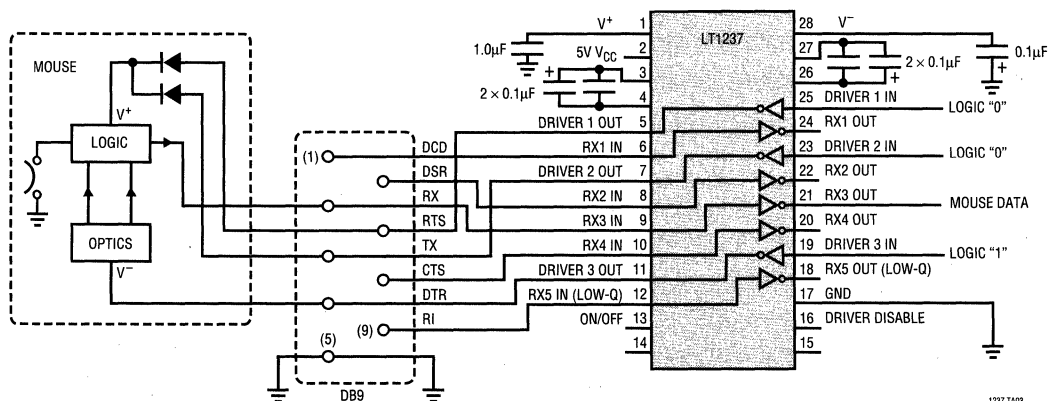 V+ 1 LT1237 28 V−
1.0µF 2 27 0.1µF
5V VCC 2 × 0.1µF
+ 3 26 + +
2 × 0.1µF 4 25 DRIVER 1 IN LOGIC "0"
DRIVER 1 OUT 5 24 RX1 OUT
DCD RX1 IN 6 23 DRIVER 2 IN LOGIC "0"
DSR DRIVER 2 OUT 7 22 RX2 OUT
RX RX2 IN 8 21 RX3 OUT MOUSE DATA
RTS RX3 IN 9 20 RX4 OUT
TX RX4 IN 10 19 DRIVER 3 IN LOGIC "1"
CTS DRIVER 3 OUT 11 18 RX5 OUT (LOW-Q)
DTR RX5 IN (LOW-Q) 12 17 GND
RI ON/OFF 13 16 DRIVER DISABLE
14 15
MOUSE
V+
LOGIC
OPTICS
V−
(1)
(9)
(5)
DB9
1237 TA03